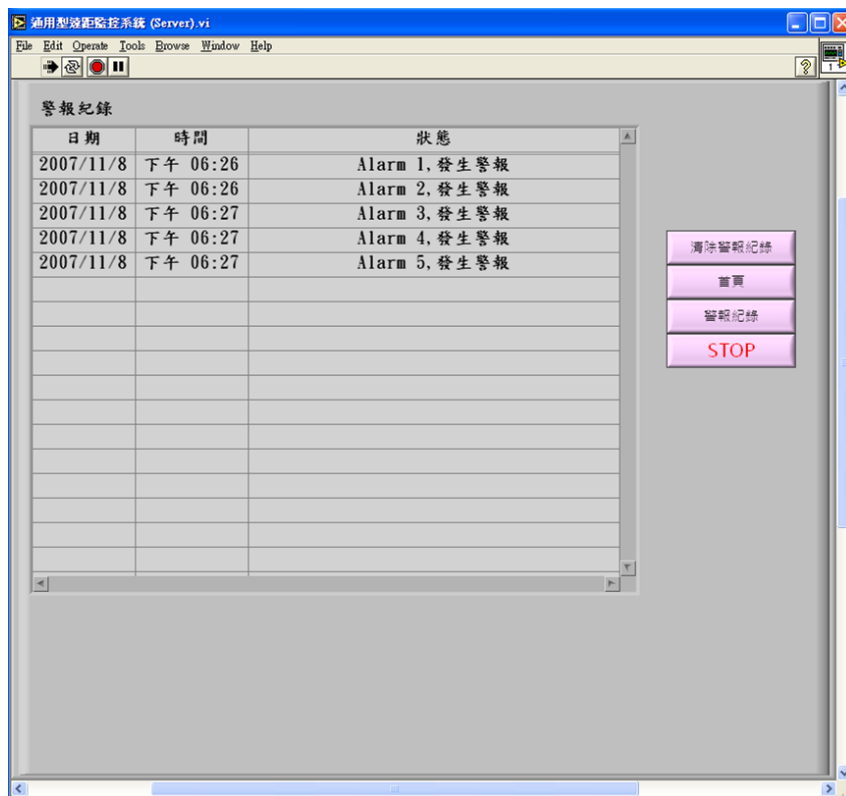 通用型遠距監控系統 (Server).vi
File Edit Operate Tools Browse Window Help
1
警報紀錄
日期 時間 狀態
2007/11/8 下午 06:26 Alarm 1,發生警報
2007/11/8 下午 06:26 Alarm 2,發生警報
2007/11/8 下午 06:27 Alarm 3,發生警報
2007/11/8 下午 06:27 Alarm 4,發生警報
2007/11/8 下午 06:27 Alarm 5,發生警報
清除警報紀錄
首頁
警報紀錄
STOP